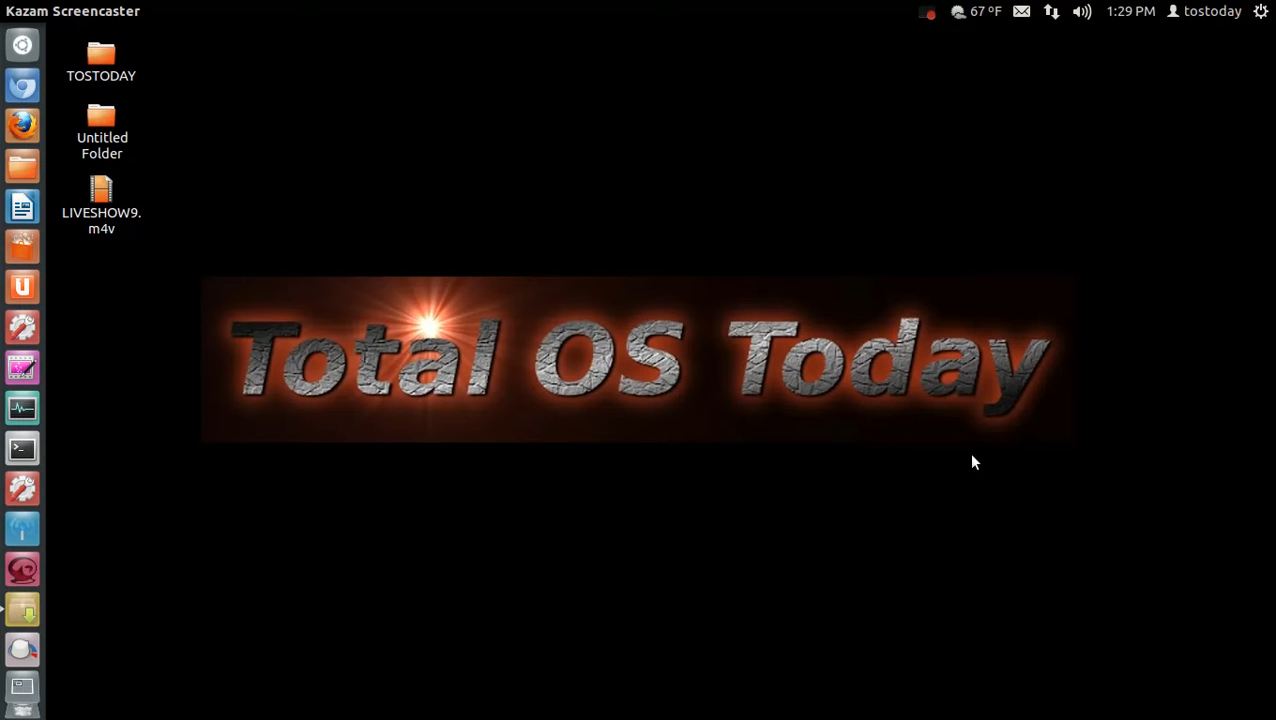 Kazam Screencaster
67 °F
1:29 PM
tostoday
TOSTODAY
Untitled
Folder
LIVESHOW9.
m4v
Total OS Today